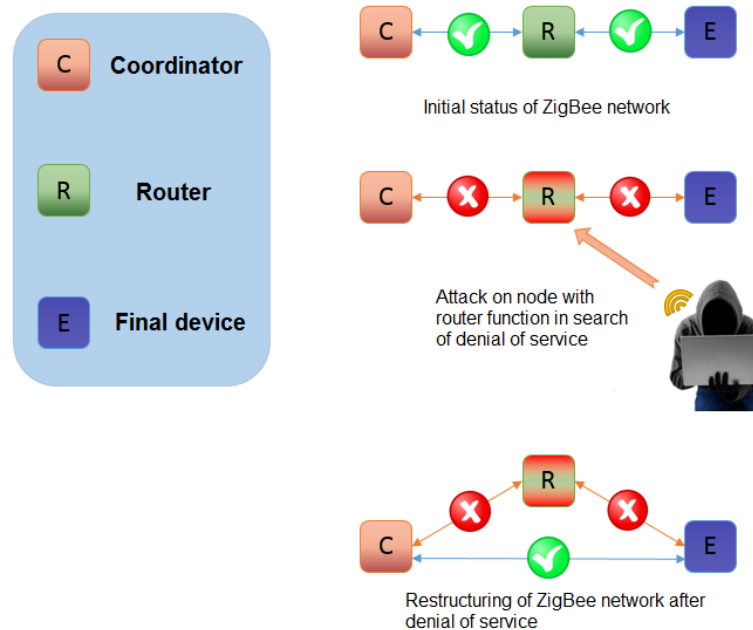 C Coordinator
R Router
E Final device
C R E
Initial status of ZigBee network
C R E
Attack on node with
router function in search
of denial of service
R
C E
Restructuring of ZigBee network after
denial of service